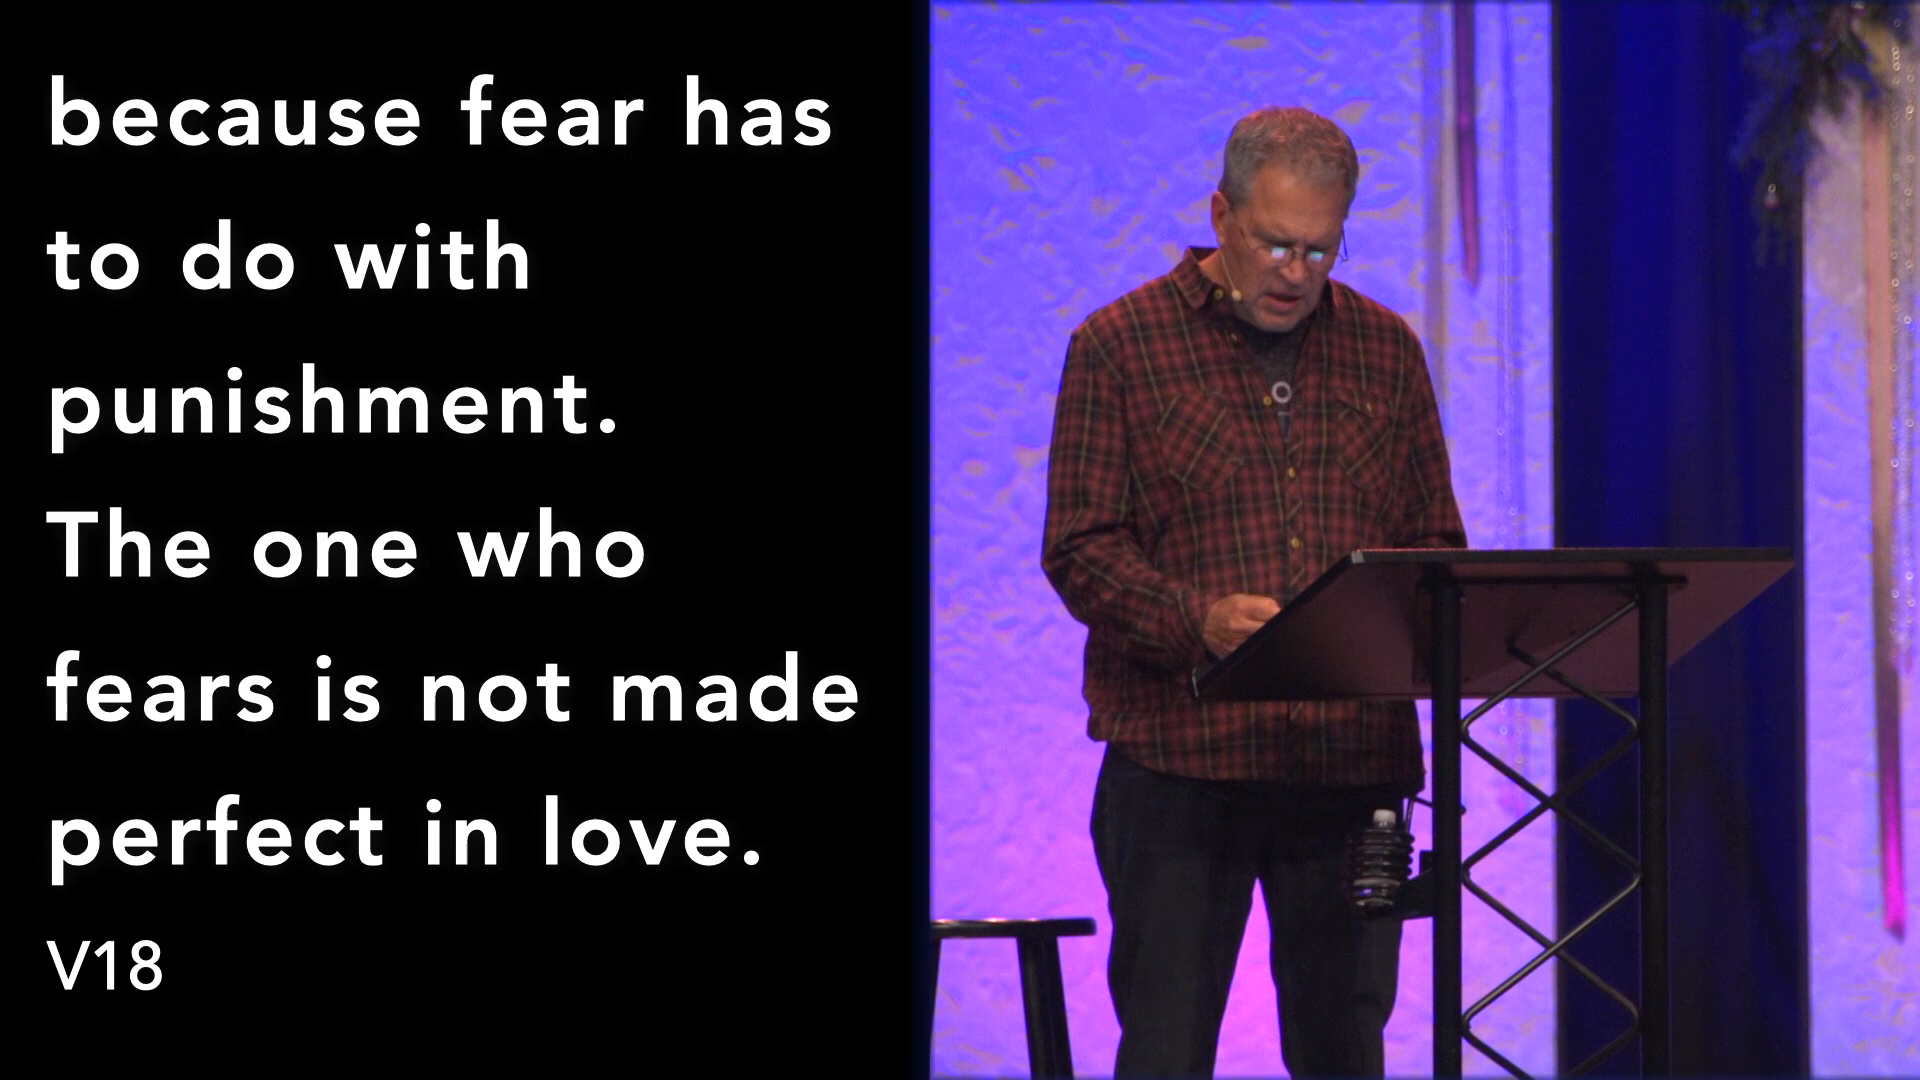 because fear has
to do with
punishment.
The one who
fears is not made
perfect in love.
V18